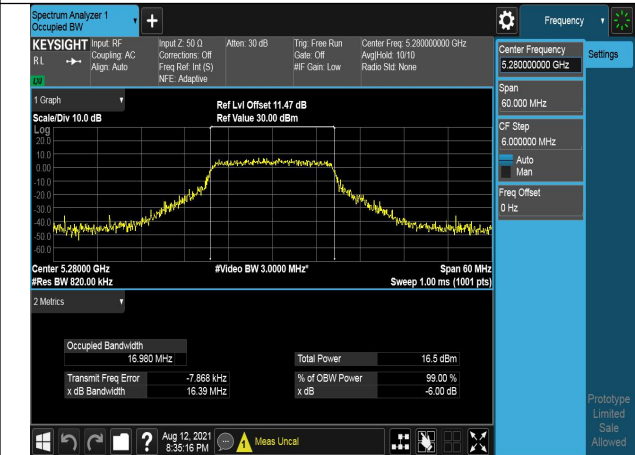 Spectrum Analyzer 1
Occupied BW
+
Frequency
KEYSIGHT
R L
LW
Input: RF
Coupling: AC
Align: Auto
Input Z: 50 Ω
Corrections: Off
Freq Ref: Int (S)
NFE: Adaptive
Atten: 30 dB
Trig: Free Run
Gate: Off
#IF Gain: Low
Center Freq: 5.280000000 GHz
Avg|Hold: 10/10
Radio Std: None
Center Frequency
5.280000000 GHz
Settings
Span
60.000 MHz
CF Step
6.000000 MHz
Auto
Man
Freq Offset
0 Hz
1 Graph
Scale/Div 10.0 dB
Ref Lvl Offset 11.47 dB
Ref Value 30.00 dBm
Log
20.0
10.0
0.00
-10.0
-20.0
-30.0
-40.0
-50.0
-60.0
Center 5.28000 GHz
#Res BW 820.00 kHz
#Video BW 3.0000 MHz*
Span 60 MHz
Sweep 1.00 ms (1001 pts)
2 Metrics
Occupied Bandwidth
16.980 MHz
Total Power 16.5 dBm
Transmit Freq Error -7.868 kHz
% of OBW Power 99.00 %
x dB Bandwidth 16.39 MHz
x dB -6.00 dB
Prototype
Limited
Sale
Allowed
?
Aug 12, 2021
8:35:16 PM
Meas Uncal